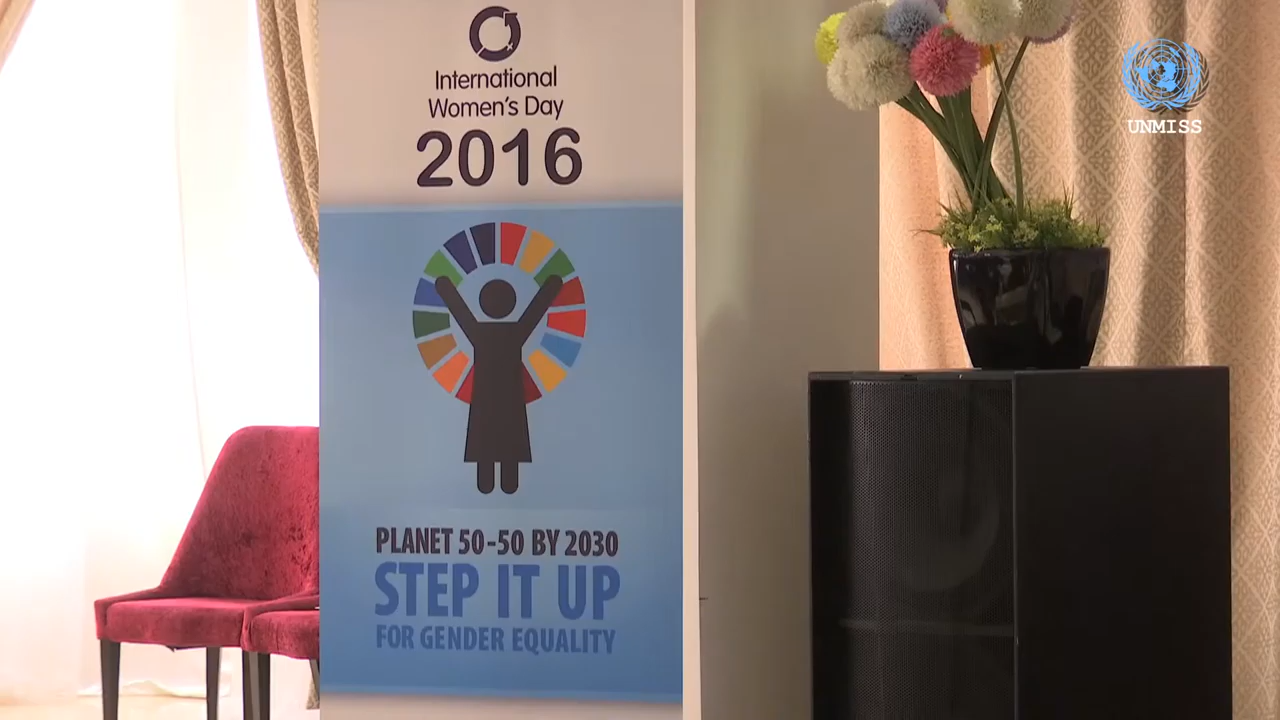 International
Women's Day
2016
PLANET 50-50 BY 2030
STEP IT UP
FOR GENDER EQUALITY
UNMISS